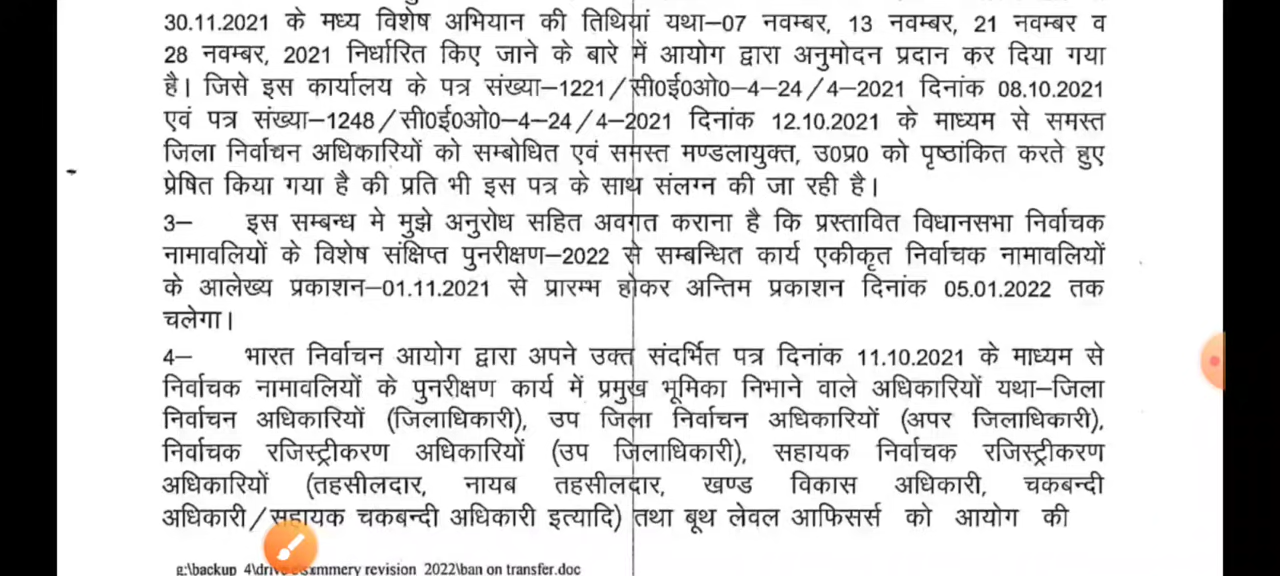 30.11.2021 के मध्य विशेष अभियान की तिथियां यथा–07 नवम्बर, 13 नवम्बर, 21 नवम्बर व
28 नवम्बर, 2021 निर्धारित किए जाने के बारे में आयोग द्वारा अनुमोदन प्रदान कर दिया गया
है। जिसे इस कार्यालय के पत्र संख्या–1221/सी0ई0ओ0–4–24/4–2021 दिनांक 08.10.2021
एवं पत्र संख्या–1248/सी0ई0ओ0–4–24/4–2021 दिनांक 12.10.2021 के माध्यम से समस्त
जिला निर्वाचन अधिकारियों को सम्बोधित एवं समस्त मण्डलायुक्त, उ0प्र0 को पृष्ठांकित करते हुए
प्रेषित किया गया है की प्रति भी इस पत्र के साथ संलग्न की जा रही है।
3– इस सम्बन्ध मे मुझे अनुरोध सहित अवगत कराना है कि प्रस्तावित विधानसभा निर्वाचक
नामावलियों के विशेष संक्षिप्त पुनरीक्षण–2022 से सम्बन्धित कार्य एकीकृत निर्वाचक नामावलियों
के आलेख्य प्रकाशन–01.11.2021 से प्रारम्भ होकर अन्तिम प्रकाशन दिनांक 05.01.2022 तक
चलेगा।
4– भारत निर्वाचन आयोग द्वारा अपने उक्त संदर्भित पत्र दिनांक 11.10.2021 के माध्यम से
निर्वाचक नामावलियों के पुनरीक्षण कार्य में प्रमुख भूमिका निभाने वाले अधिकारियों यथा–जिला
निर्वाचन अधिकारियों (जिलाधिकारी), उप जिला निर्वाचन अधिकारियों (अपर जिलाधिकारी),
निर्वाचक रजिस्ट्रीकरण अधिकारियों (उप जिलाधिकारी), सहायक निर्वाचक रजिस्ट्रीकरण
अधिकारियों (तहसीलदार, नायब तहसीलदार, खण्ड विकास अधिकारी, चकबन्दी
अधिकारी/सहायक चकबन्दी अधिकारी इत्यादि) तथा बूथ लेवल आफिसर्स को आयोग की
g:\backup_4\ revision_2022\ban on transfer.doc